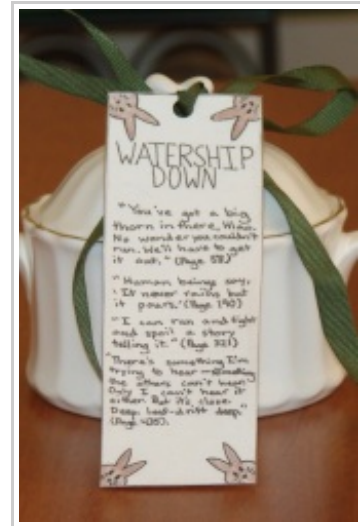 WATERSHIP
DOWN
"You've got a big
thorn in there,
No wonder you couldn't
run. We'll have to get
it out." (Page 58)
"Human beings say,
'It never rains but
it pours.' (Page 190)
"I can run and fight
and spoil a story
telling it." (Page 321)
"There's something I'm
trying to hear —something
the others can't hear.
Only I can't hear it
either. But it's close.
Deep. Leaf-drift deep."
(Page 405).